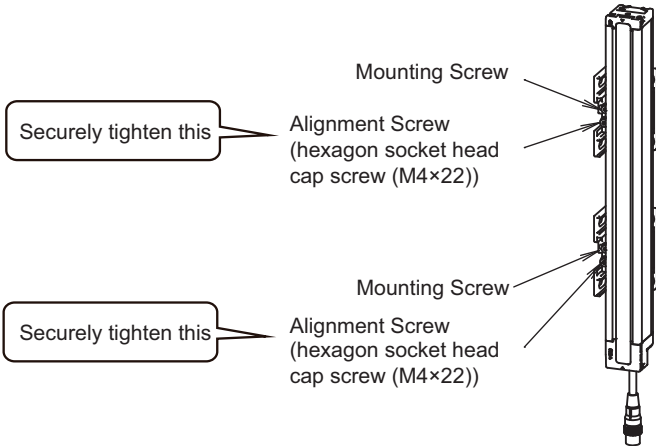 Mounting Screw
Securely tighten this
Alignment Screw
(hexagon socket head
cap screw (M4×22))
Mounting Screw
Securely tighten this
Alignment Screw
(hexagon socket head
cap screw (M4×22))